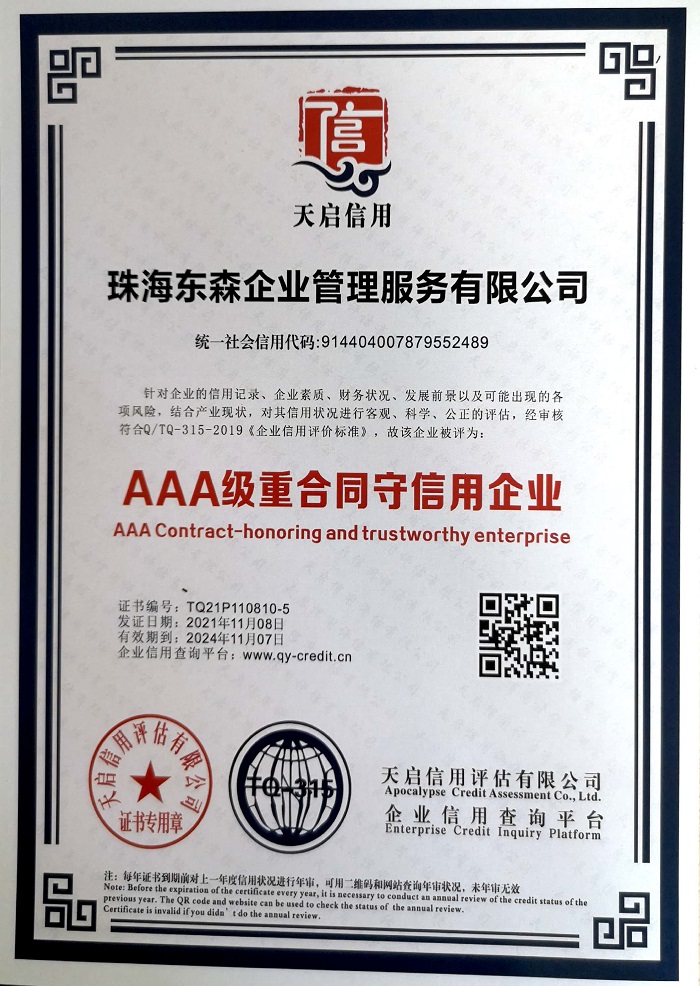 信
天启信用
珠海东森企业管理服务有限公司
统一社会信用代码:914404007879552489
针对企业的信用记录、企业素质、财务状况、发展前景以及可能出现的各
项风险，结合产业现状，对其信用状况进行客观、科学、公正的评估，经审核
符合Q/TQ-315-2019《企业信用评价标准》，故该企业被评为：
AAA级重合同守信用企业
AAA Contract-honoring and trustworthy enterprise
证书编号：TQ21P110810-5
发证日期：2021年11月08日
有效期到：2024年11月07日
企业信用查询平台：www.qy-credit.cn
天启信用评估有限公司
证书专用章
TQ-315
天启信用评估有限公司
Apocalypse Credit Assessment Co., Ltd.
企业信用查询平台
Enterprise Credit Inquiry Platform
注：每年证书到期前对上一年度信用状况进行年审，可用二维码和网站查询年审状况，未年审无效
Note: Before the expiration of the certificate every year, it is necessary to conduct an annual review of the credit status of the
previous year. The QR code and website can be used to check the status of the annual review.
Certificate is invalid if you didn't do the annual review.